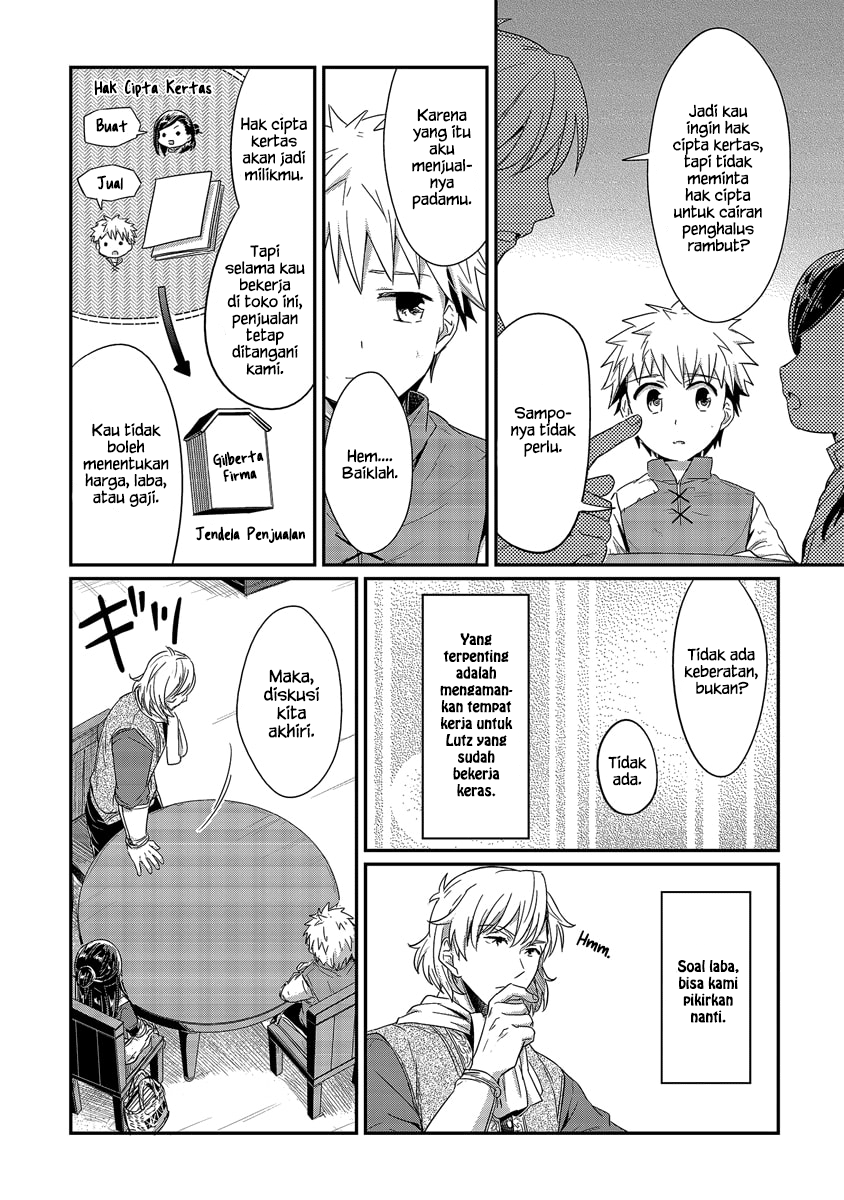 Jadi kau
ingin hak
cipta kertas,
tapi tidak
meminta
hak cipta
untuk cairan
penghalus
rambut?
Sampo-
nya tidak
perlu.
Karena
yang itu
aku
menjual-
nya
padamu.
Hem....
Baiklah.
Hak cipta
kertas
akan jadi
milikmu.
Tapi
selama kau
bekerja
di toko ini,
penjualan
tetap
ditangani
kami.
Hak Cipta Kertas
Buat
Jual
Gilberta
Firma
Jendela Penjualan
Kau tidak
boleh
menentukan
harga, laba,
atau gaji.
Tidak ada
keberatan,
bukan?
Tidak
ada.
Yang
terpenting
adalah
mengaman-
kan tempat
kerja untuk
Lutz yang
sudah
bekerja
keras.
Soal laba,
bisa kami
pikirkan
nanti.
Hmm.
Maka,
diskusi
kita
akhiri.
ギッ